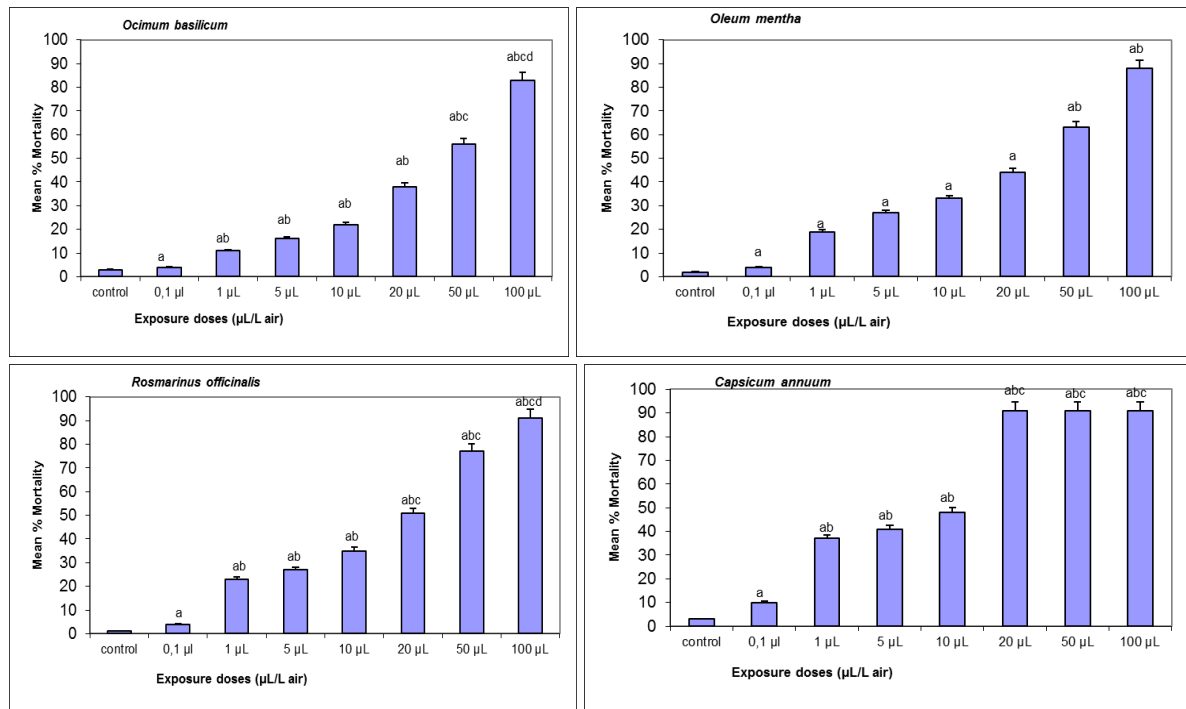 Ocimum basilicum
100
90
80
70
60
50
40
30
20
10
0
Mean % Mortality
a
ab
ab
ab
ab
abc
abcd
control 0,1 µl 1 µL 5 µL 10 µL 20 µL 50 µL 100 µL
Exposure doses (µL/L air)
Oleum mentha
100
90
80
70
60
50
40
30
20
10
0
Mean % Mortality
a
a
a
a
a
ab
ab
control 0,1 µl 1 µL 5 µL 10 µL 20 µL 50 µL 100 µL
Exposure doses (µL/L air)
Rosmarinus officinalis
100
90
80
70
60
50
40
30
20
10
0
Mean % Mortality
a
ab
ab
ab
abc
abc
abcd
control 0,1 µl 1 µL 5 µL 10 µL 20 µL 50 µL 100 µL
Exposure doses (µL/L air)
Capsicum annuum
100
90
80
70
60
50
40
30
20
10
0
Mean % Mortality
a
ab
ab
ab
abc
abc
abc
control 0,1 µl 1 µL 5 µL 10 µL 20 µL 50 µL 100 µL
Exposure doses (µL/L air)